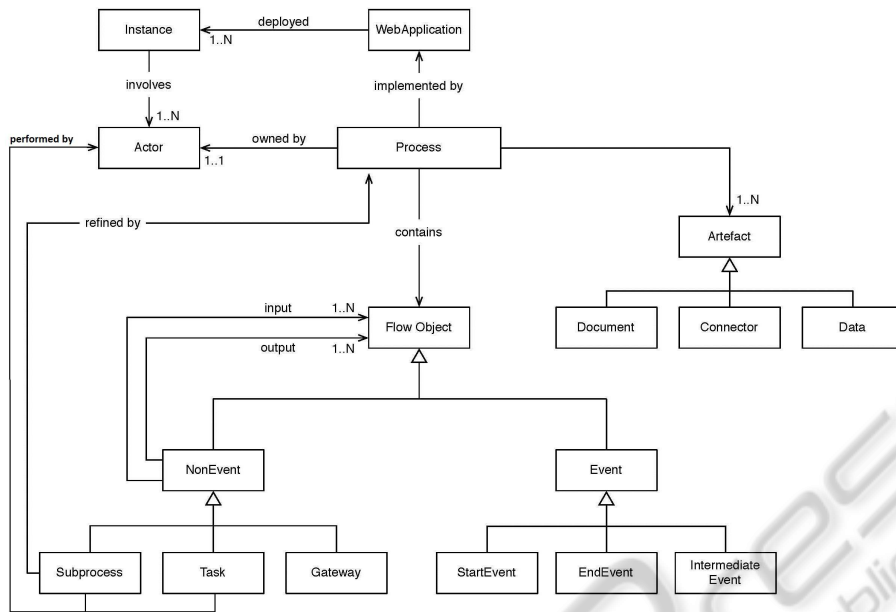 Instance
deployed
WebApplication
1..N
involves
implemented by
1..N
performed by
Actor
owned by
Process
1..1
refined by
contains
1..N
Artefact
input
1..N
Flow Object
output
1..N
Document
Connector
Data
NonEvent
Event
Subprocess
Task
Gateway
StartEvent
EndEvent
Intermediate
Event